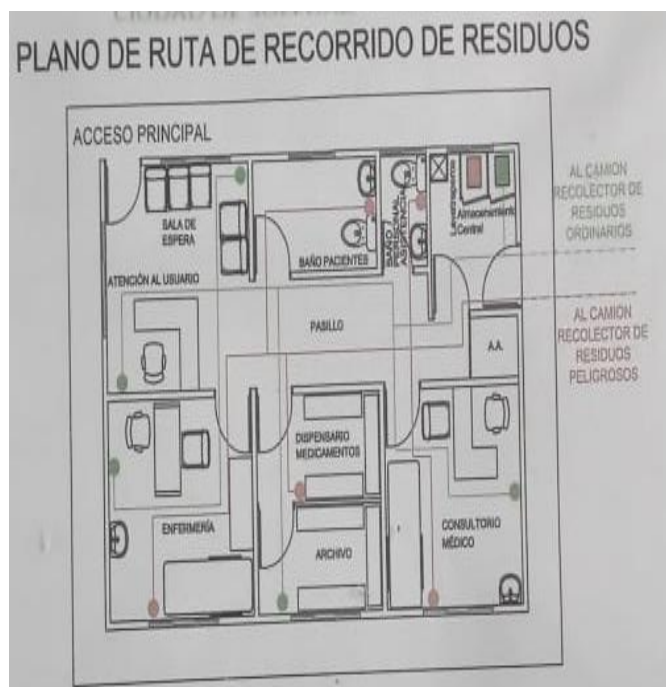 PLANO DE RUTA DE RECORRIDO DE RESIDUOS
ACCESO PRINCIPAL
SALA DE
ESPERA
ATENCIÓN AL USUARIO
BAÑO PACIENTES
BAÑO /
PERSONAL
ASISTENCIAL
Lavatraperos
Almacenamiento
Central
AL CAMION
RECOLECTOR DE
RESIDUOS
ORDINARIOS
PASILLO
A.A.
AL CAMION
RECOLECTOR DE
RESIDUOS
PELIGROSOS
DISPENSARIO
MEDICAMENTOS
ENFERMERÍA
ARCHIVO
CONSULTORIO
MÉDICO